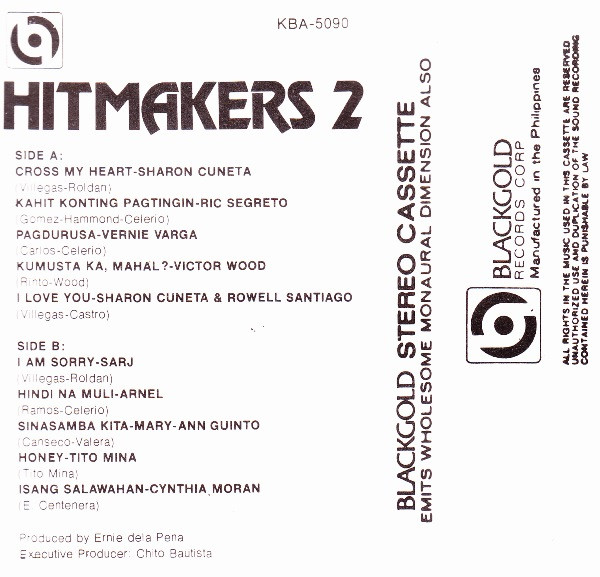 KBA-5090
HITMAKERS 2
SIDE A:
CROSS MY HEART-SHARON CUNETA
(Villegas-Roldan)
KAHIT KONTING PAGTINGIN-RIC SEGRETO
(Gomez-Hammond-Celerio)
PAGDURUSA-VERNIE VARGA
(Carlos-Celerio)
KUMUSTA KA, MAHAL?-VICTOR WOOD
(Rinto-Wood)
I LOVE YOU-SHARON CUNETA & ROWELL SANTIAGO
(Villegas-Castro)
SIDE B:
I AM SORRY-SARJ
(Villegas-Roldan)
HINDI NA MULI-ARNEL
(Ramos-Celerio)
SINASAMBA KITA-MARY-ANN GUINTO
(Canseco-Valera)
HONEY-TITO MINA
(Tito Mina)
ISANG SALAWAHAN-CYNTHIA MORAN
(E. Centenera)
Produced by Ernie dela Pena
Executive Producer: Chito Bautista
BLACKGOLD STEREO CASSETTE
EMITS WHOLESOME MONAURAL DIMENSION ALSO
BLACKGOLD
RECORDS CORP
Manufactured in the Philippines
ALL RIGHTS IN THE MUSIC USED IN THIS CASSETTE ARE RESERVED
UNAUTHORIZED USE AND DUPLICATION OF THE SOUND RECORDING
CONTAINED HEREIN IS PUNISHABLE BY LAW